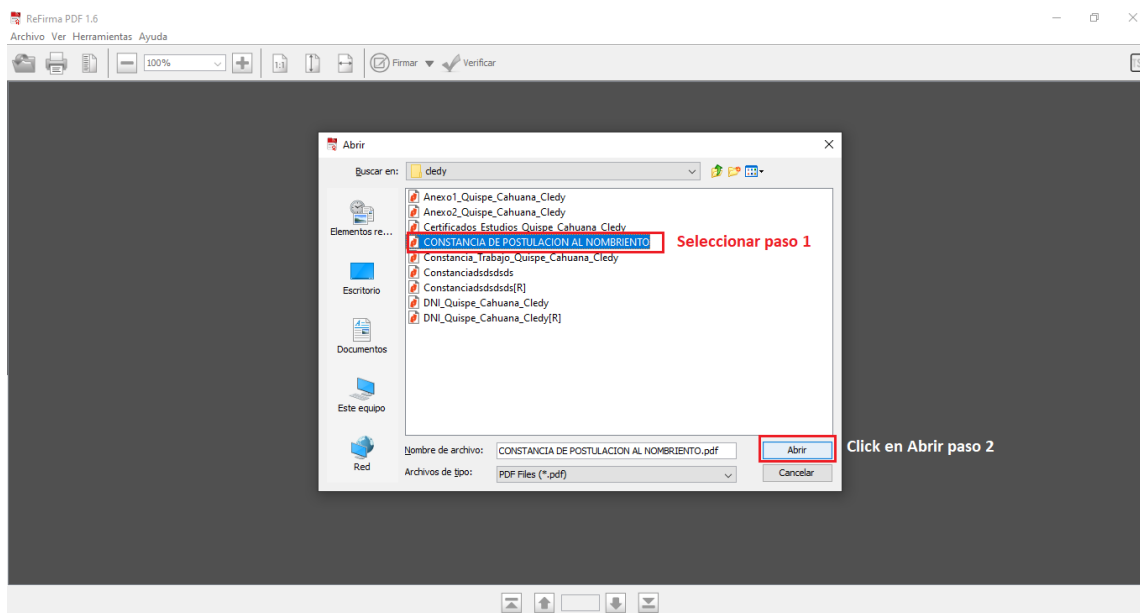 ReFirma PDF 1.6
Archivo Ver Herramientas Ayuda
100%
1:1
Firmar
Verificar
Abrir
Buscar en:
cledy
Elementos re...
Escritorio
Documentos
Este equipo
Red
Anexo1_Quispe_Cahuana_Cledy
Anexo2_Quispe_Cahuana_Cledy
Certificados_Estudios_Quispe_Cahuana_Cledy
CONSTANCIA DE POSTULACION AL NOMBRIENTO
Seleccionar paso 1
Constancia_Trabajo_Quispe_Cahuana_Cledy
Constanciadsdsdsds
Constanciadsdsdsds[R]
DNI_Quispe_Cahuana_Cledy
DNI_Quispe_Cahuana_Cledy[R]
Nombre de archivo:
CONSTANCIA DE POSTULACION AL NOMBRIENTO.pdf
Abrir
Click en Abrir paso 2
Archivos de tipo:
PDF Files (*.pdf)
Cancelar